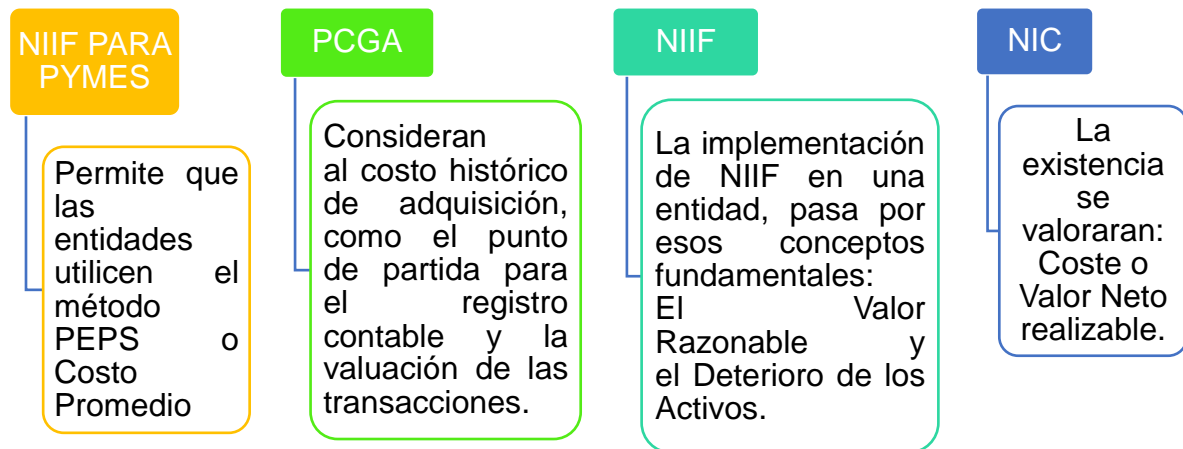 NIIF PARA
PYMES
Permite que
las
entidades
utilicen el
método
PEPS o
Costo
Promedio
PCGA
Consideran
al costo histórico
de adquisición,
como el punto
de partida para
el registro
contable y la
valuación de las
transacciones.
NIIF
La implementación
de NIIF en una
entidad, pasa por
esos conceptos
fundamentales:
El Valor
Razonable y
el Deterioro de los
Activos.
NIC
La
existencia
se
valoraran:
Coste o
Valor Neto
realizable.